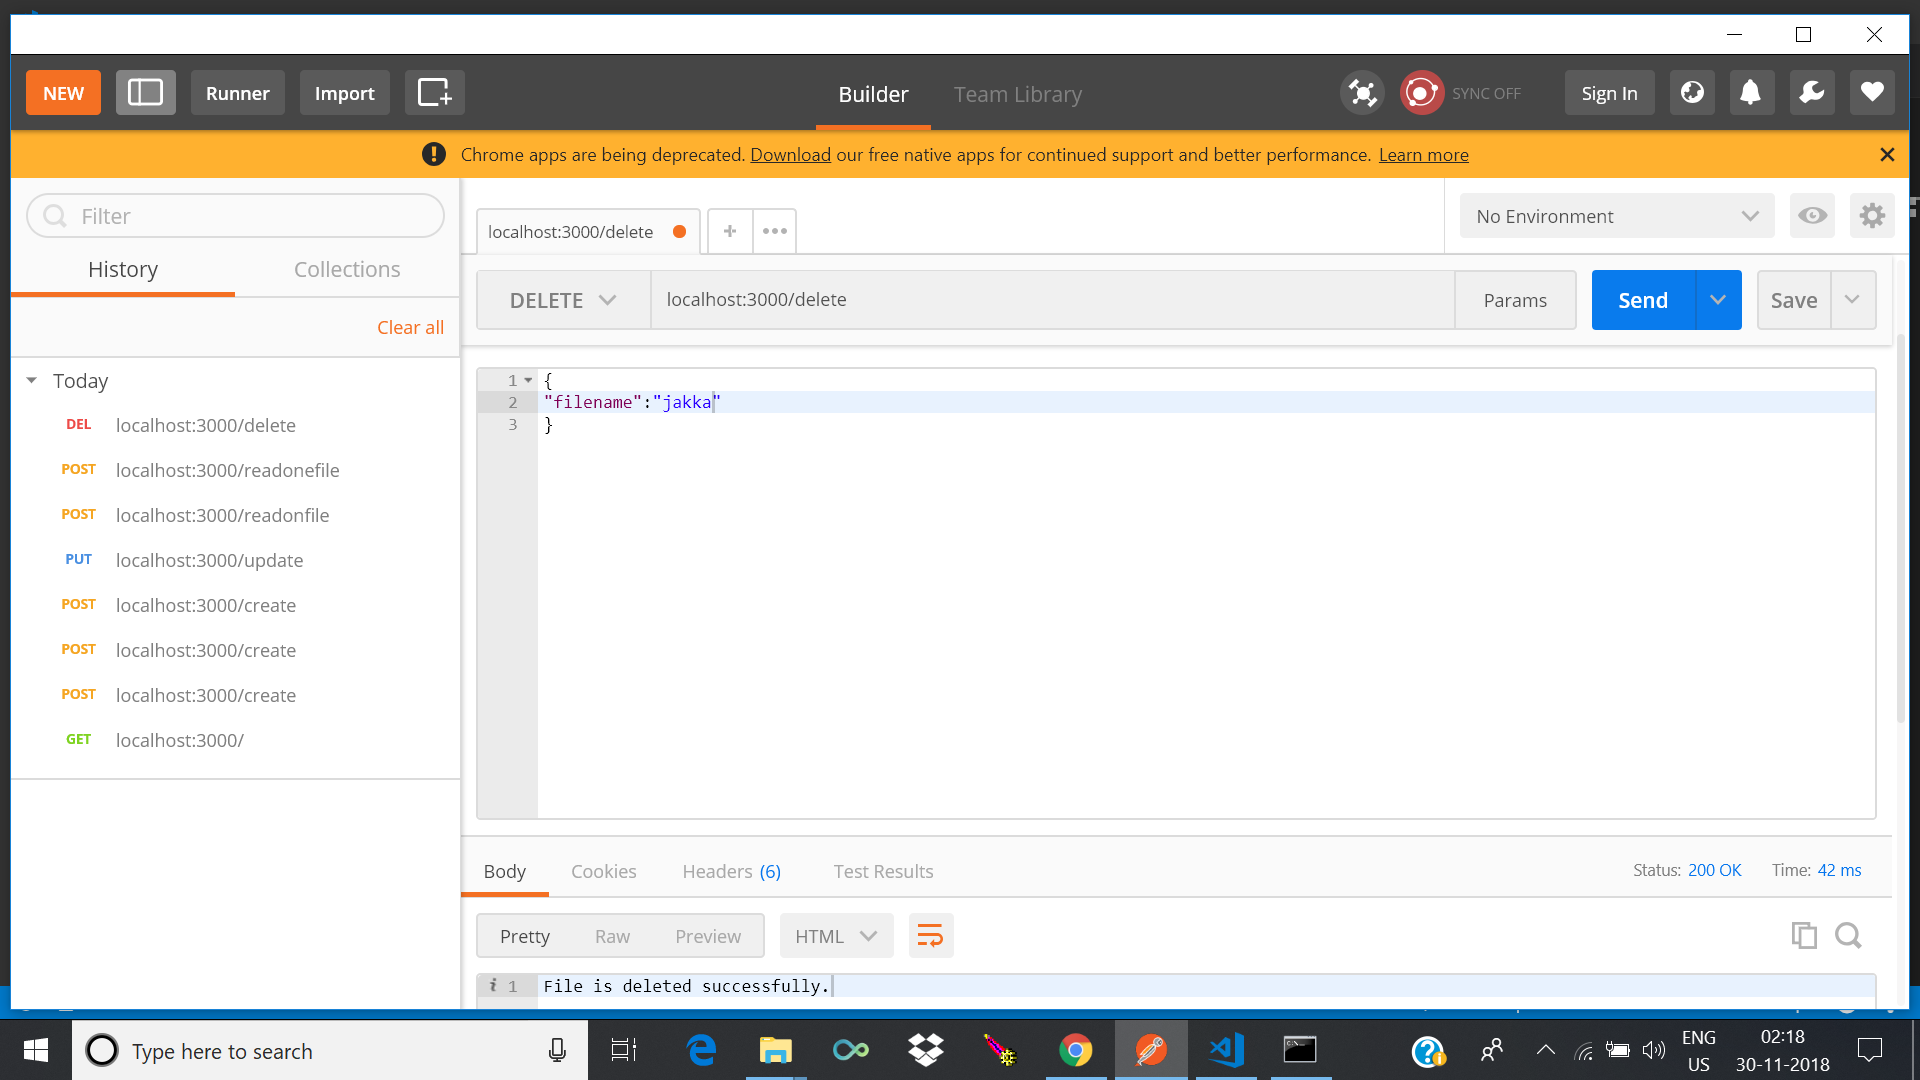 NEW
Runner
Import
Builder
Team Library
SYNC OFF
Sign In
Chrome apps are being deprecated. Download our free native apps for continued support and better performance. Learn more
Filter
History
Collections
Clear all
Today
DEL localhost:3000/delete
POST localhost:3000/readonefile
POST localhost:3000/readonfile
PUT localhost:3000/update
POST localhost:3000/create
POST localhost:3000/create
POST localhost:3000/create
GET localhost:3000/
localhost:3000/delete
No Environment
DELETE
localhost:3000/delete
Params
Send
Save
1 {
2 "filename":"jakka"
3 }
Body
Cookies
Headers (6)
Test Results
Status: 200 OK
Time: 42 ms
Pretty
Raw
Preview
HTML
i 1 File is deleted successfully.
Type here to search
ENG
US
02:18
30-11-2018